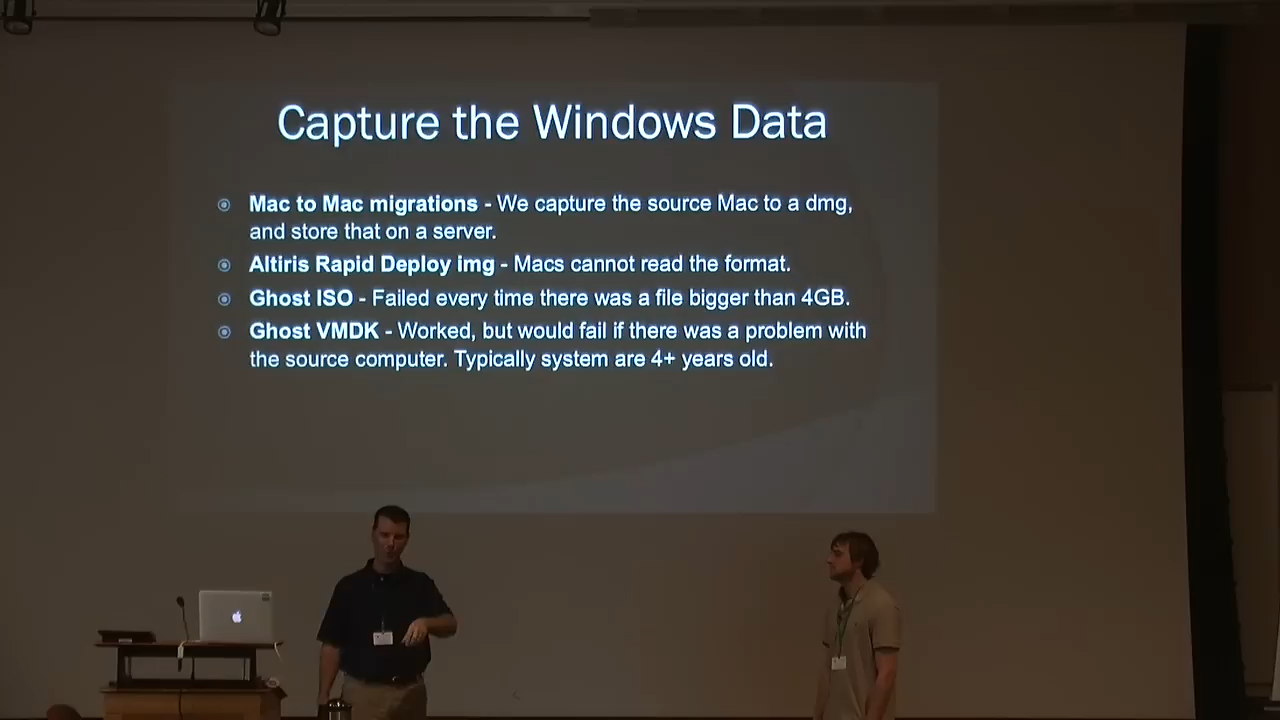 Capture the Windows Data
Mac to Mac migrations - We capture the source Mac to a dmg,
and store that on a server.
Altiris Rapid Deploy img - Macs cannot read the format.
Ghost ISO - Failed every time there was a file bigger than 4GB.
Ghost VMDK - Worked, but would fail if there was a problem with
the source computer. Typically system are 4+ years old.